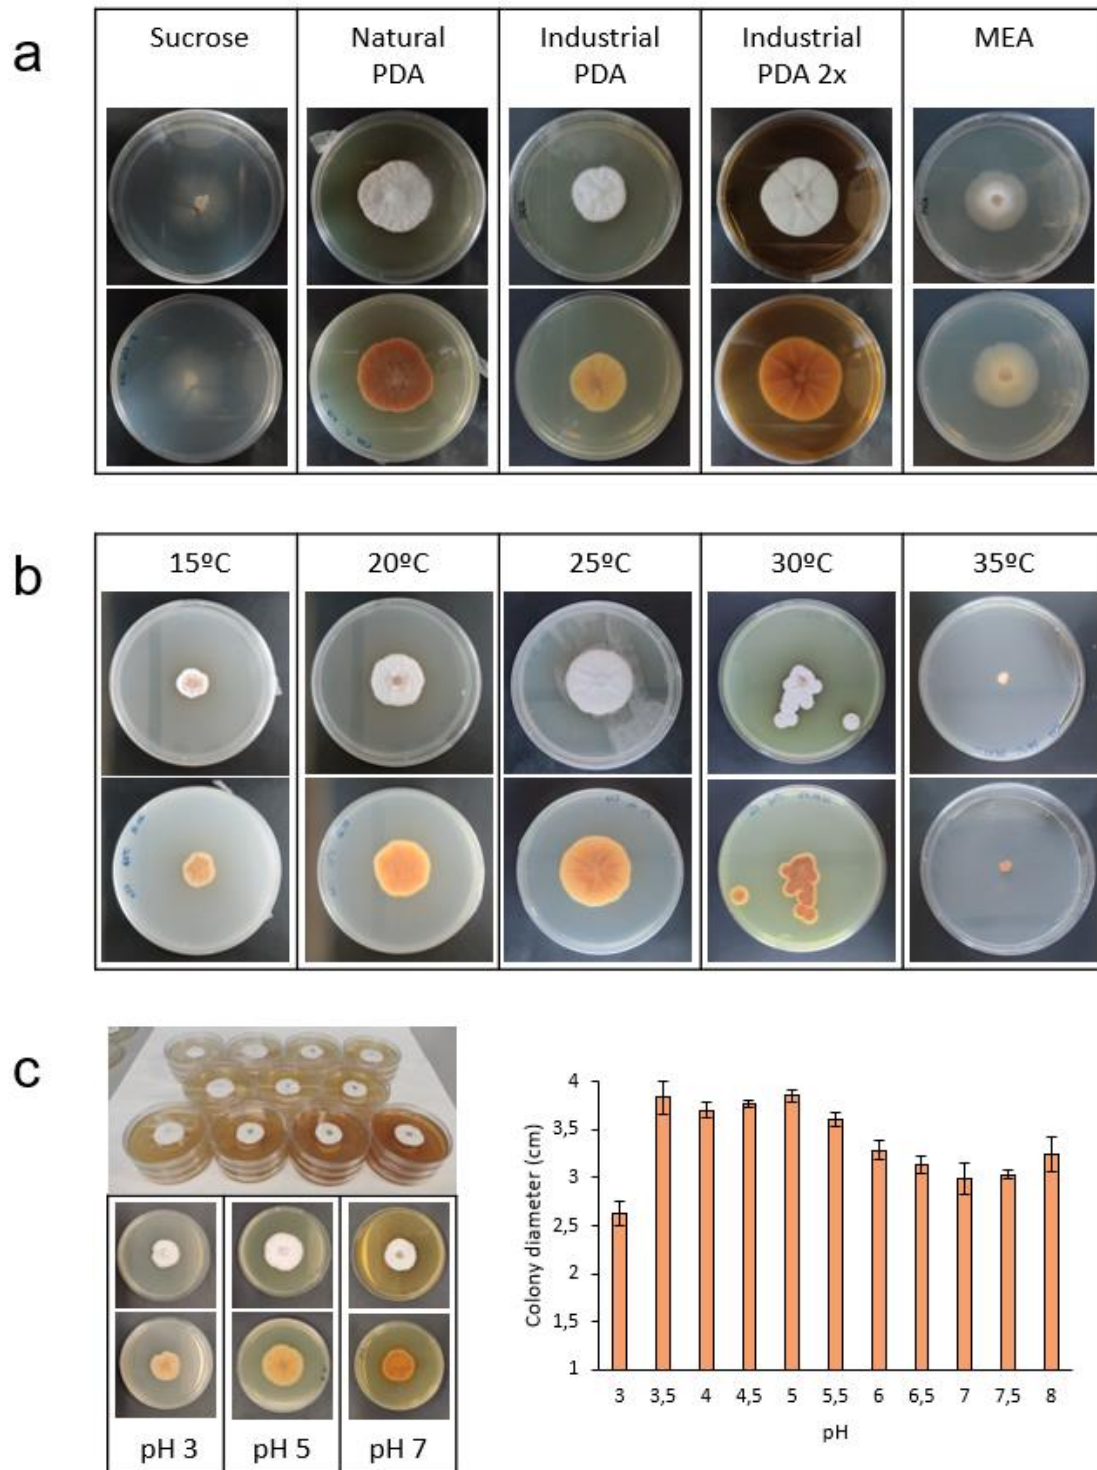 a
Sucrose
Natural
PDA
Industrial
PDA
Industrial
PDA 2x
MEA
b
15ºC
20ºC
25ºC
30ºC
35ºC
c
pH 3
pH 5
pH 7
Colony diameter (cm)
4
3,5
3
2,5
2
1,5
1
3
3,5
4
4,5
5
5,5
6
6,5
7
7,5
8
pH